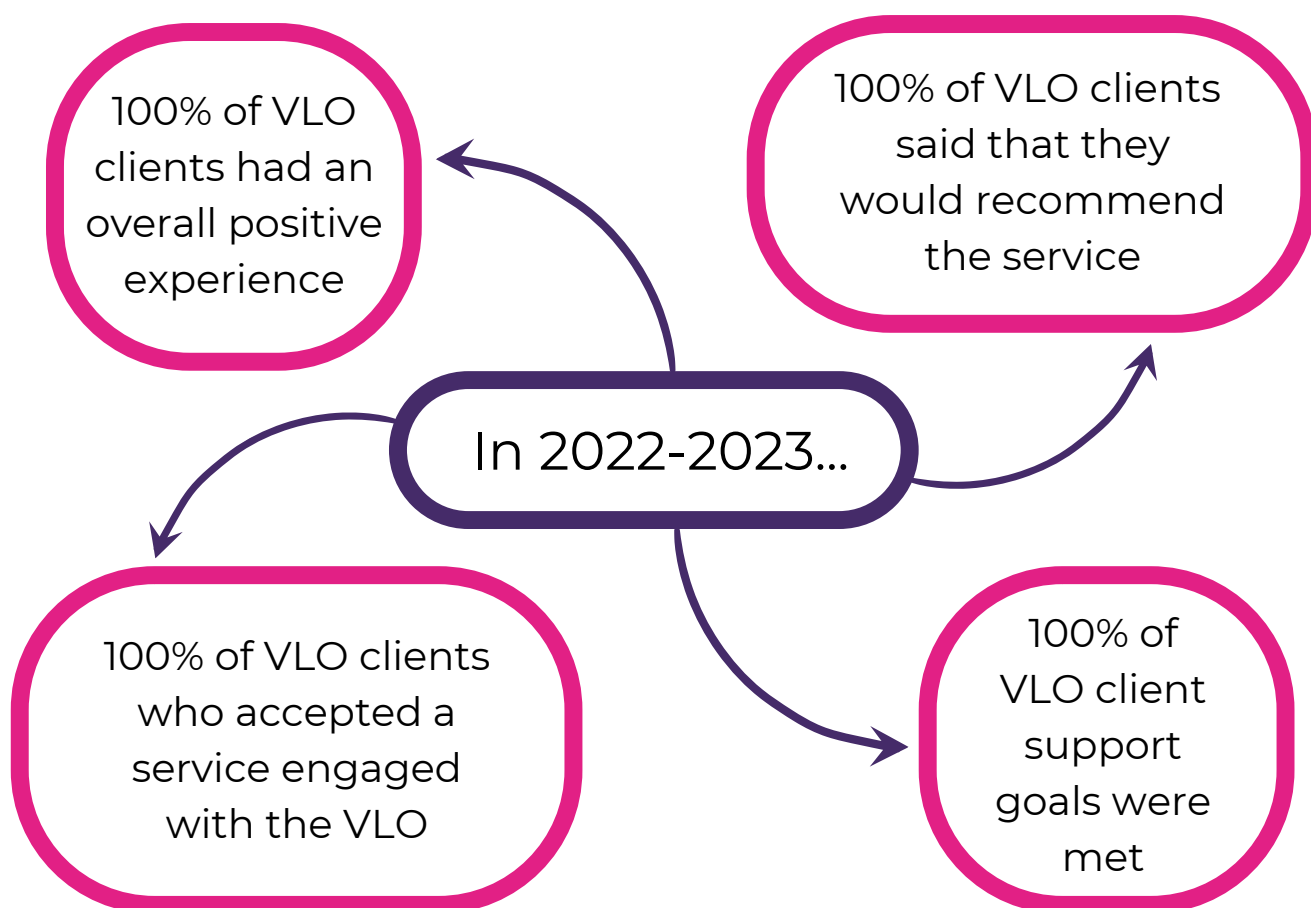 100% of VLO
clients had an
overall positive
experience
100% of VLO clients
said that they
would recommend
the service
In 2022-2023...
100% of VLO clients
who accepted a
service engaged
with the VLO
100% of
VLO client
support
goals were
met